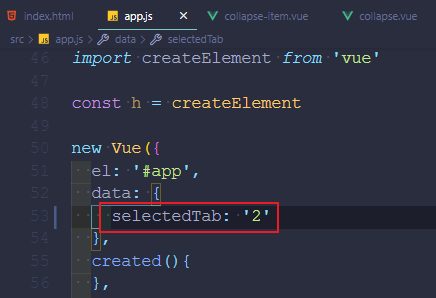 index.html app.js collapse-item.vue collapse.vue
src > app.js > data > selectedTab
46 import createElement from 'vue'
47
48 const h = createElement
49
50 new Vue({
51 el: '#app',
52 data: {
53 selectedTab: '2'
54 },
55 created(){
56 },